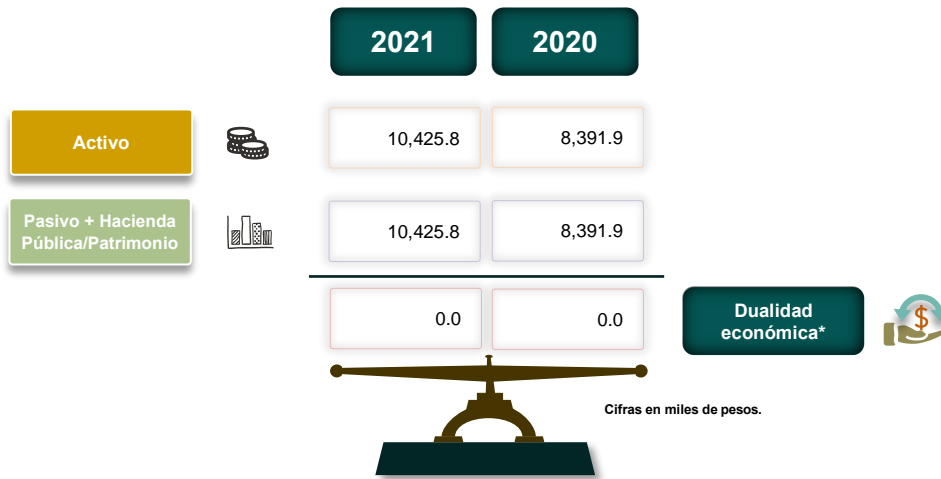 2021 2020
Activo 10,425.8 8,391.9
Pasivo + Hacienda
Pública/Patrimonio 10,425.8 8,391.9
0.0 0.0
Dualidad
económica*
$
Cifras en miles de pesos.